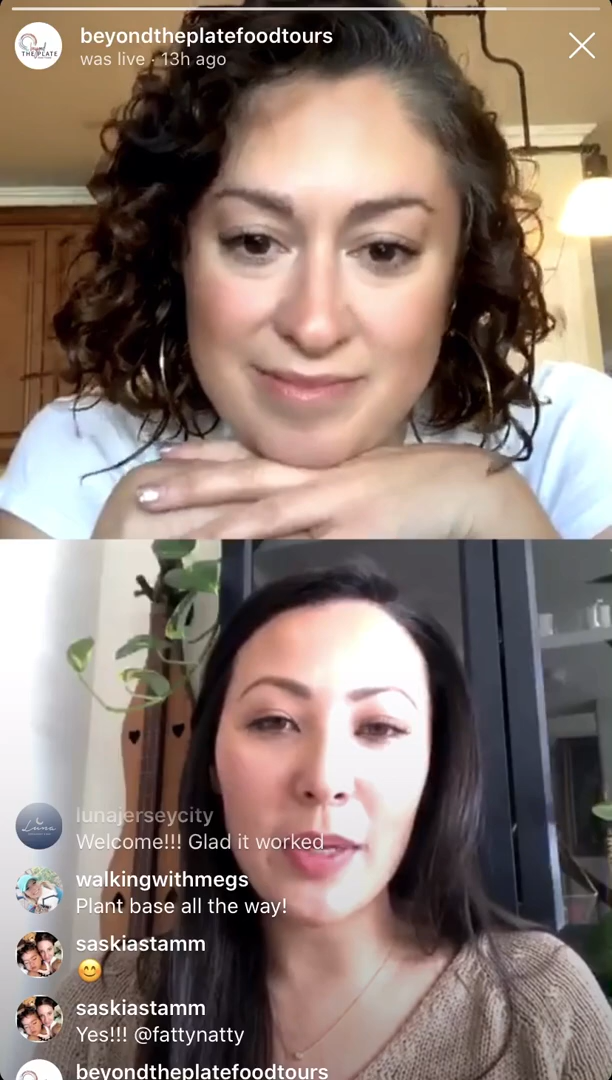 beyondtheplatefoodtours
was live · 13h ago
lunajerseycity
Welcome!!! Glad it worked
walkingwithmegs
Plant base all the way!
saskiastamm
😊
saskiastamm
Yes!!! @fattynatty
beyondtheplatefoodtours